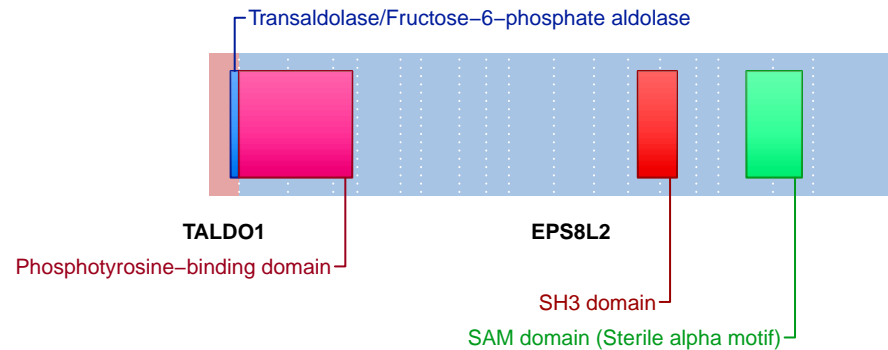 Transaldolase/Fructose−6−phosphate aldolase
TALDO1
EPS8L2
Phosphotyrosine−binding domain
SH3 domain
SAM domain (Sterile alpha motif)